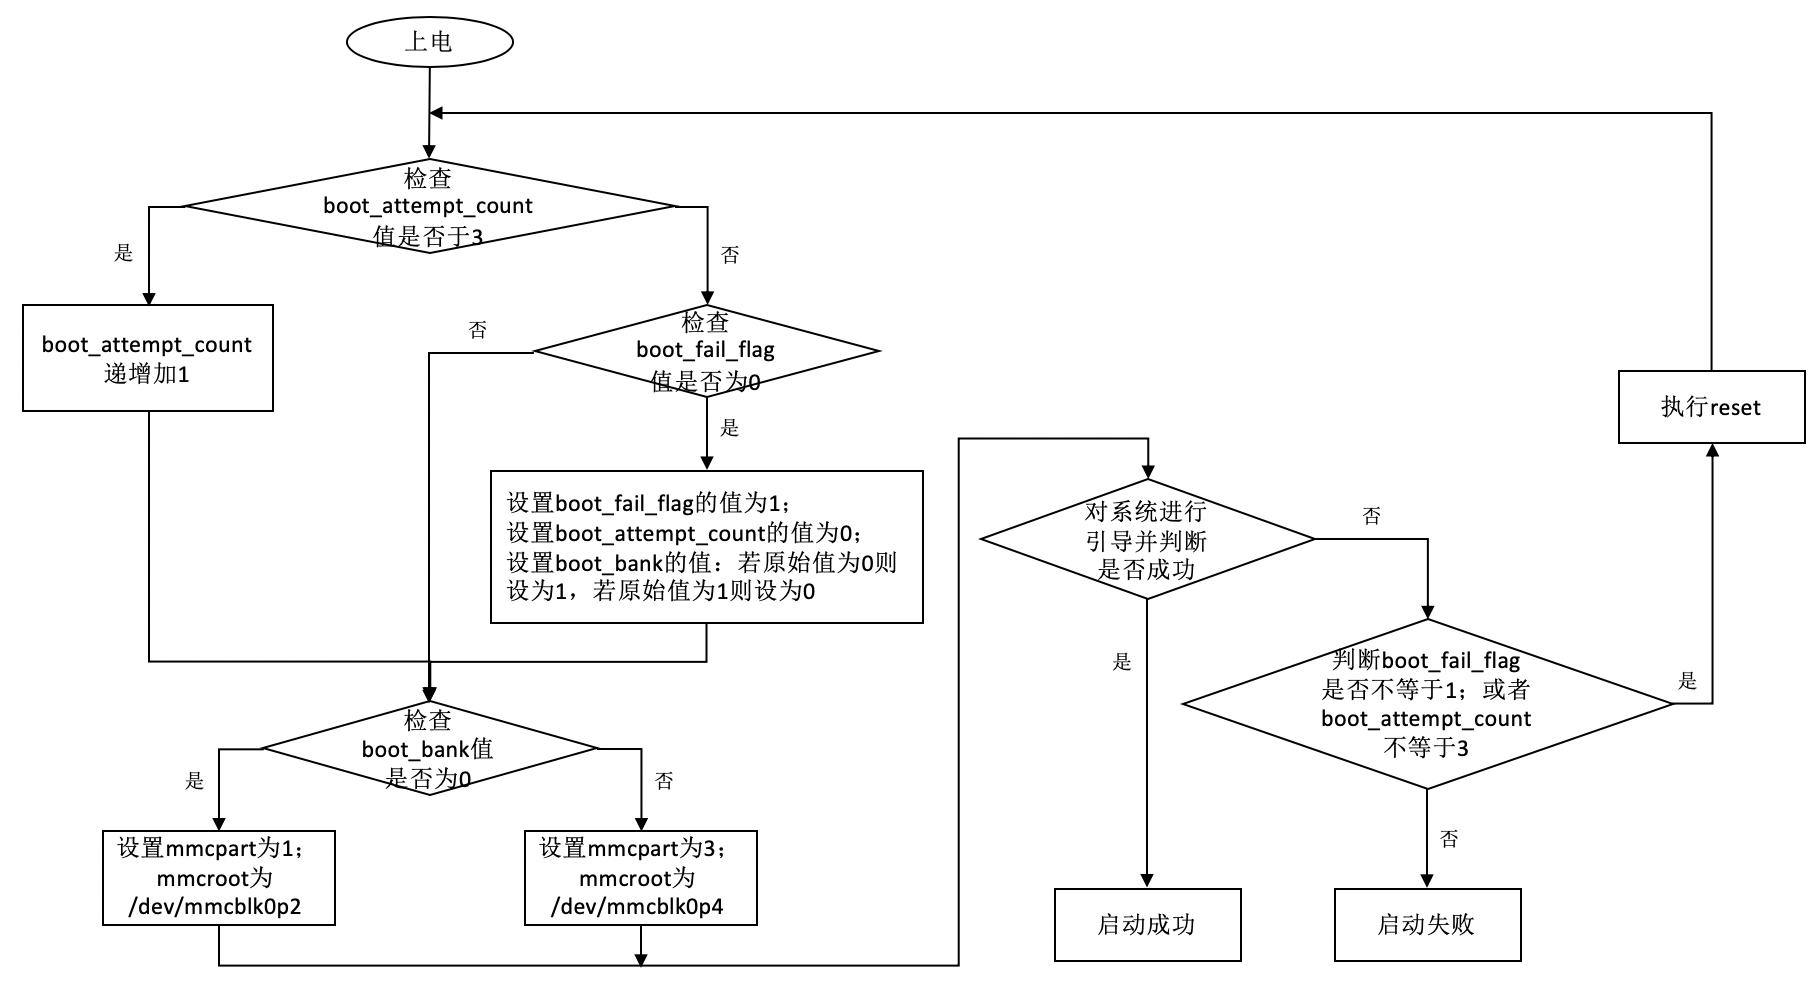 上电
检查
boot_attempt_count
值是否于3
是
否
boot_attempt_count
递增加1
检查
boot_fail_flag
值是否为0
否
是
设置boot_fail_flag的值为1；
设置boot_attempt_count的值为0；
设置boot_bank的值：若原始值为0则
设为1，若原始值为1则设为0
检查
boot_bank值
是否为0
是
否
设置mmcpart为1；
mmcroot为
/dev/mmcblk0p2
设置mmcpart为3；
mmcroot为
/dev/mmcblk0p4
对系统进行
引导并判断
是否成功
否
是
判断boot_fail_flag
是否不等于1；或者
boot_attempt_count
不等于3
是
否
执行reset
启动成功
启动失败